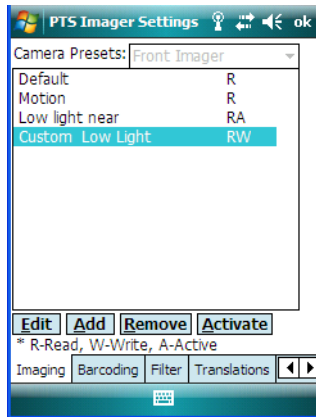 PTS Imager Settings ok
Camera Presets: Front Imager
Default R
Motion R
Low light near RA
Custom Low Light RW
Edit Add Remove Activate
* R-Read, W-Write, A-Active
Imaging Barcoding Filter Translations